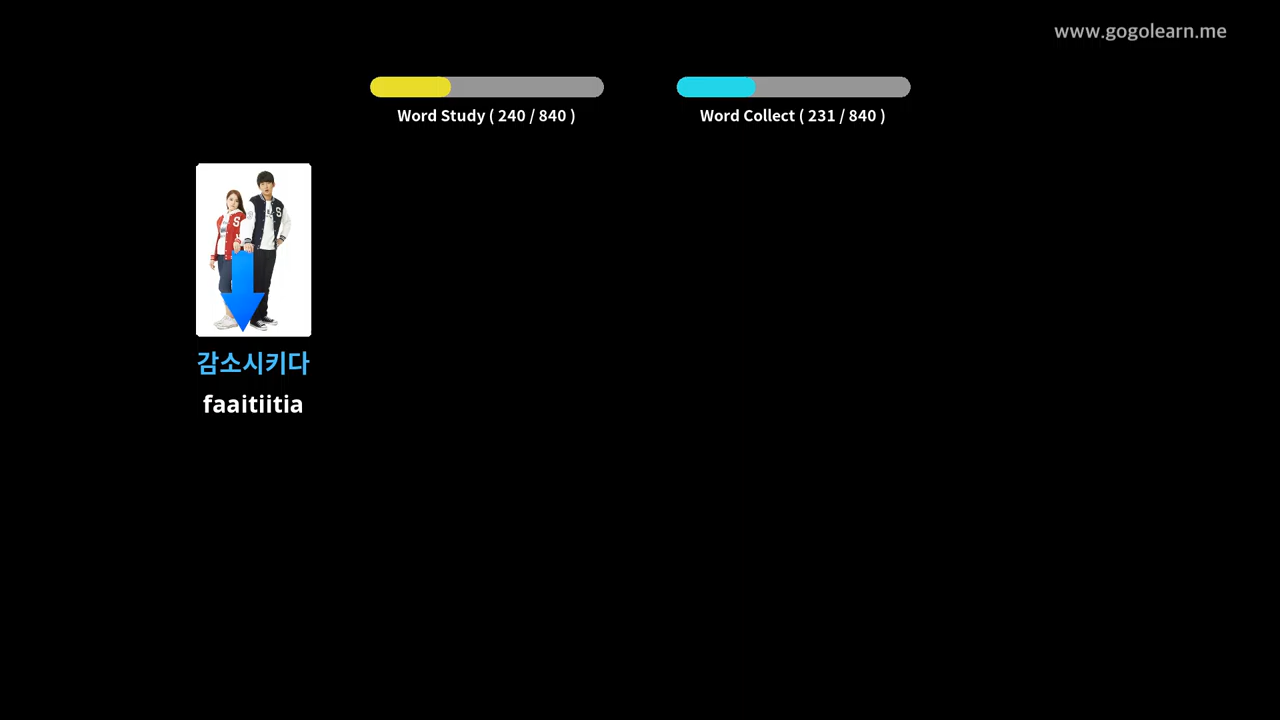 www.gogolearn.me
Word Study ( 240 / 840 )
Word Collect ( 231 / 840 )
S
S
감소시키다
faaitiitia